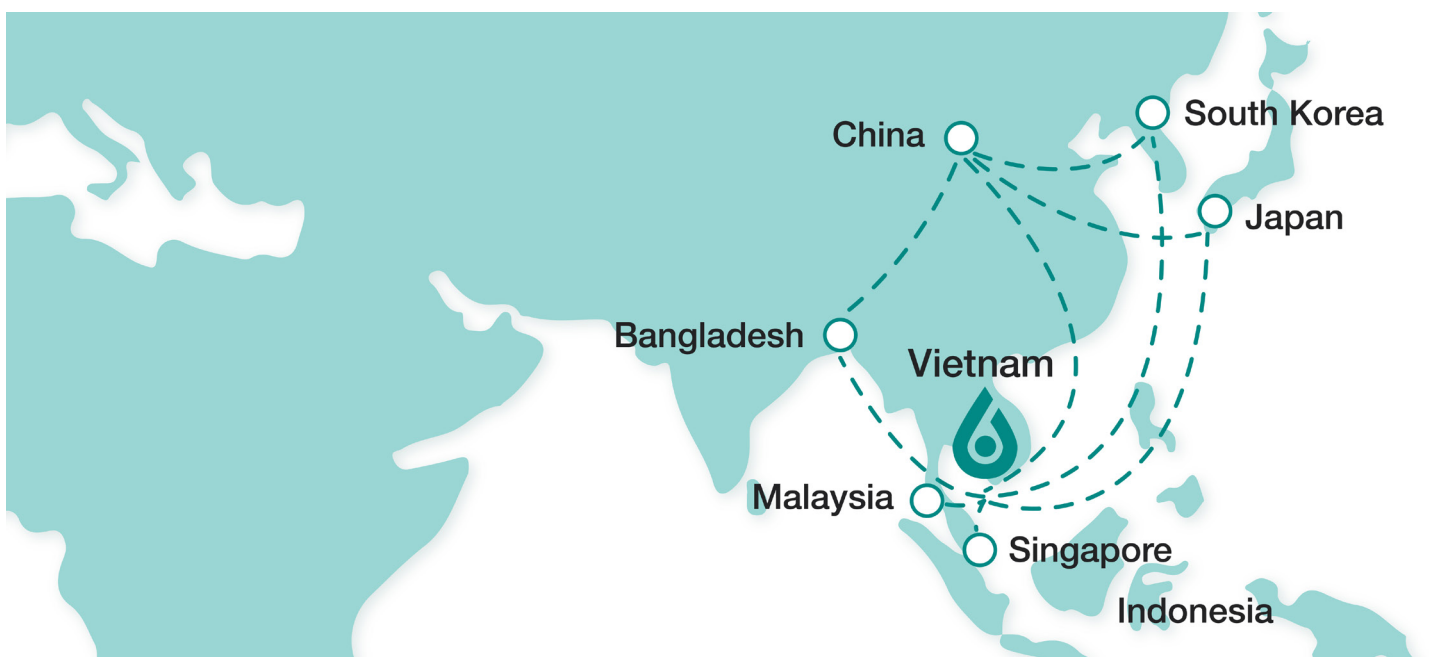 South Korea
China
Japan
Bangladesh
Vietnam
Malaysia
Singapore
Indonesia